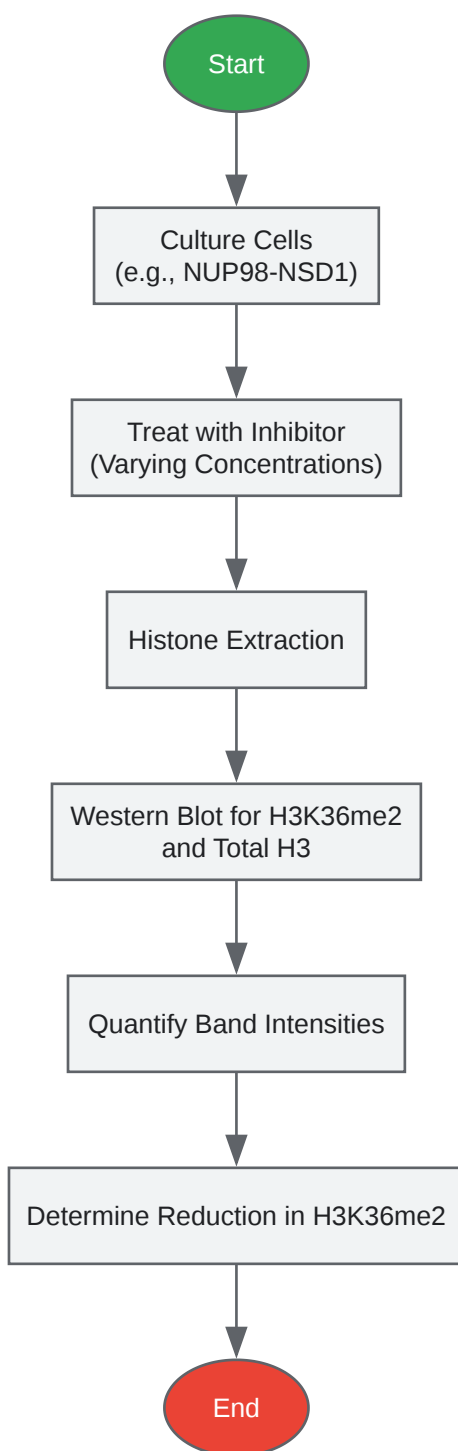 Start
Culture Cells
(e.g., NUP98-NSD1)
Treat with Inhibitor
(Varying Concentrations)
Histone Extraction
Western Blot for H3K36me2
and Total H3
Quantify Band Intensities
Determine Reduction in H3K36me2
End